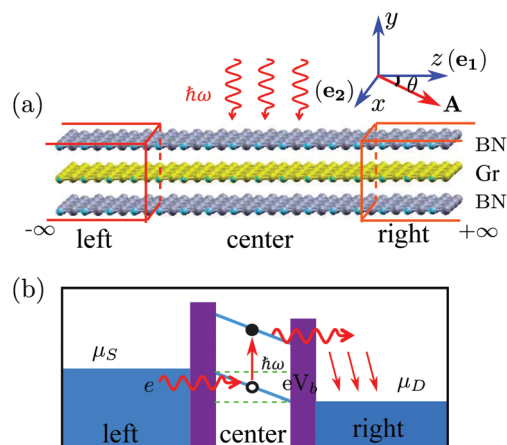 y
z (e₁)
ħω
(e₂)
θ
x
A
(a)
BN
Gr
BN
-∞
left
center
right
+∞
(b)
μ_S
ħω
e
eV_b
μ_D
left
center
right